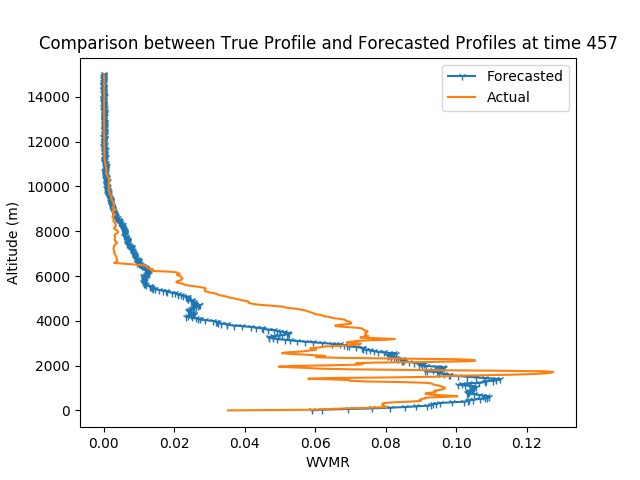 Comparison between True Profile and Forecasted Profiles at time 457
Forecasted
Actual
14000
12000
10000
8000
6000
4000
2000
0
Altitude (m)
0.00 0.02 0.04 0.06 0.08 0.10 0.12
WVMR